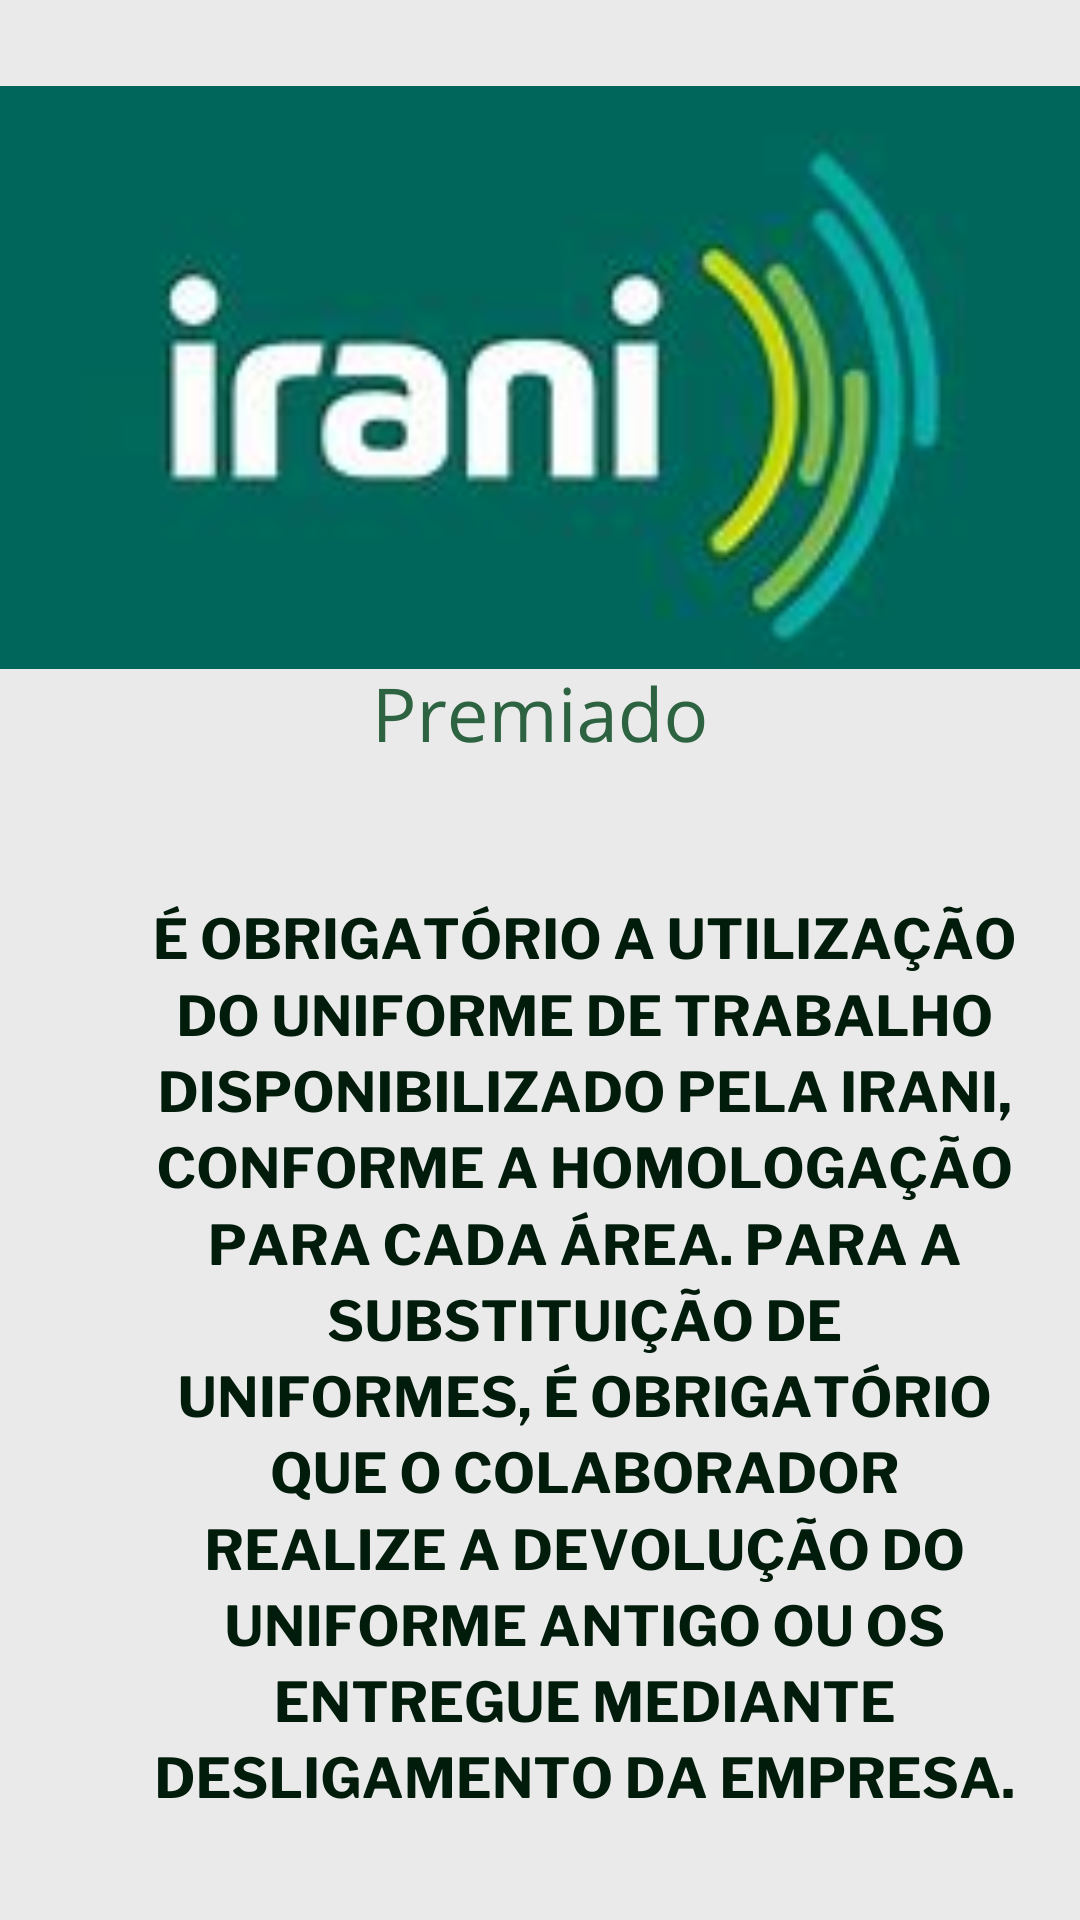 irani
Premiado
É OBRIGATÓRIO A UTILIZAÇÃO
DO UNIFORME DE TRABALHO
DISPONIBILIZADO PELA IRANI,
CONFORME A HOMOLOGAÇÃO
PARA CADA ÁREA. PARA A
SUBSTITUIÇÃO DE
UNIFORMES, É OBRIGATÓRIO
QUE O COLABORADOR
REALIZE A DEVOLUÇÃO DO
UNIFORME ANTIGO OU OS
ENTREGUE MEDIANTE
DESLIGAMENTO DA EMPRESA.